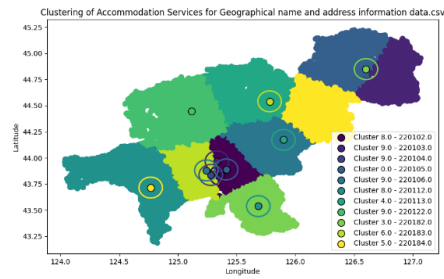 Clustering of Accommodation Services for Geographical name and address information data.csv
45.25
45.00
44.75
44.50
44.25
44.00
43.75
43.50
43.25
Latitude
124.0
124.5
125.0
125.5
126.0
126.5
127.0
Longitude
Cluster 8.0 - 220102.0
Cluster 9.0 - 220103.0
Cluster 9.0 - 220104.0
Cluster 0.0 - 220105.0
Cluster 9.0 - 220106.0
Cluster 8.0 - 220112.0
Cluster 4.0 - 220113.0
Cluster 9.0 - 220122.0
Cluster 3.0 - 220182.0
Cluster 6.0 - 220183.0
Cluster 5.0 - 220184.0